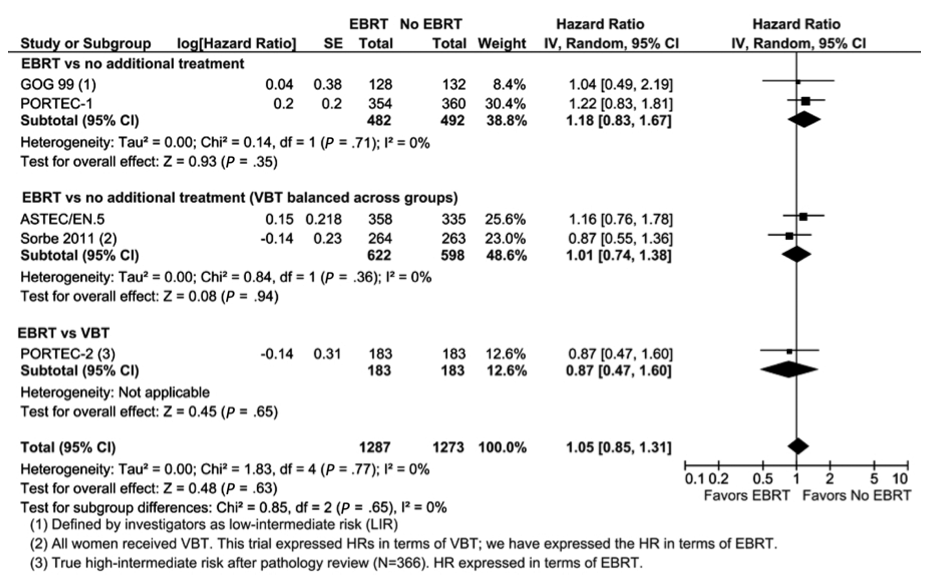 EBRT No EBRT Hazard Ratio Hazard Ratio
Study or Subgroup log[Hazard Ratio] SE Total Total Weight IV, Random, 95% CI IV, Random, 95% CI
EBRT vs no additional treatment
GOG 99 (1) 0.04 0.38 128 132 8.4% 1.04 [0.49, 2.19]
PORTEC-1 0.2 0.2 354 360 30.4% 1.22 [0.83, 1.81]
Subtotal (95% CI) 482 492 38.8% 1.18 [0.83, 1.67]
Heterogeneity: Tau² = 0.00; Chi² = 0.14, df = 1 (P = .71); I² = 0%
Test for overall effect: Z = 0.93 (P = .35)
EBRT vs no additional treatment (VBT balanced across groups)
ASTEC/EN.5 0.15 0.218 358 335 25.6% 1.16 [0.76, 1.78]
Sorbe 2011 (2) -0.14 0.23 264 263 23.0% 0.87 [0.55, 1.36]
Subtotal (95% CI) 622 598 48.6% 1.01 [0.74, 1.38]
Heterogeneity: Tau² = 0.00; Chi² = 0.84, df = 1 (P = .36); I² = 0%
Test for overall effect: Z = 0.08 (P = .94)
EBRT vs VBT
PORTEC-2 (3) -0.14 0.31 183 183 12.6% 0.87 [0.47, 1.60]
Subtotal (95% CI) 183 183 12.6% 0.87 [0.47, 1.60]
Heterogeneity: Not applicable
Test for overall effect: Z = 0.45 (P = .65)
Total (95% CI) 1287 1273 100.0% 1.05 [0.85, 1.31]
Heterogeneity: Tau² = 0.00; Chi² = 1.83, df = 4 (P = .77); I² = 0%
Test for overall effect: Z = 0.48 (P = .63)
Test for subgroup differences: Chi² = 0.85, df = 2 (P = .65), I² = 0%
0.1 0.2 0.5 1 2 5 10
Favors EBRT Favors No EBRT
(1) Defined by investigators as low-intermediate risk (LIR)
(2) All women received VBT. This trial expressed HRs in terms of VBT; we have expressed the HR in terms of EBRT.
(3) True high-intermediate risk after pathology review (N=366). HR expressed in terms of EBRT.